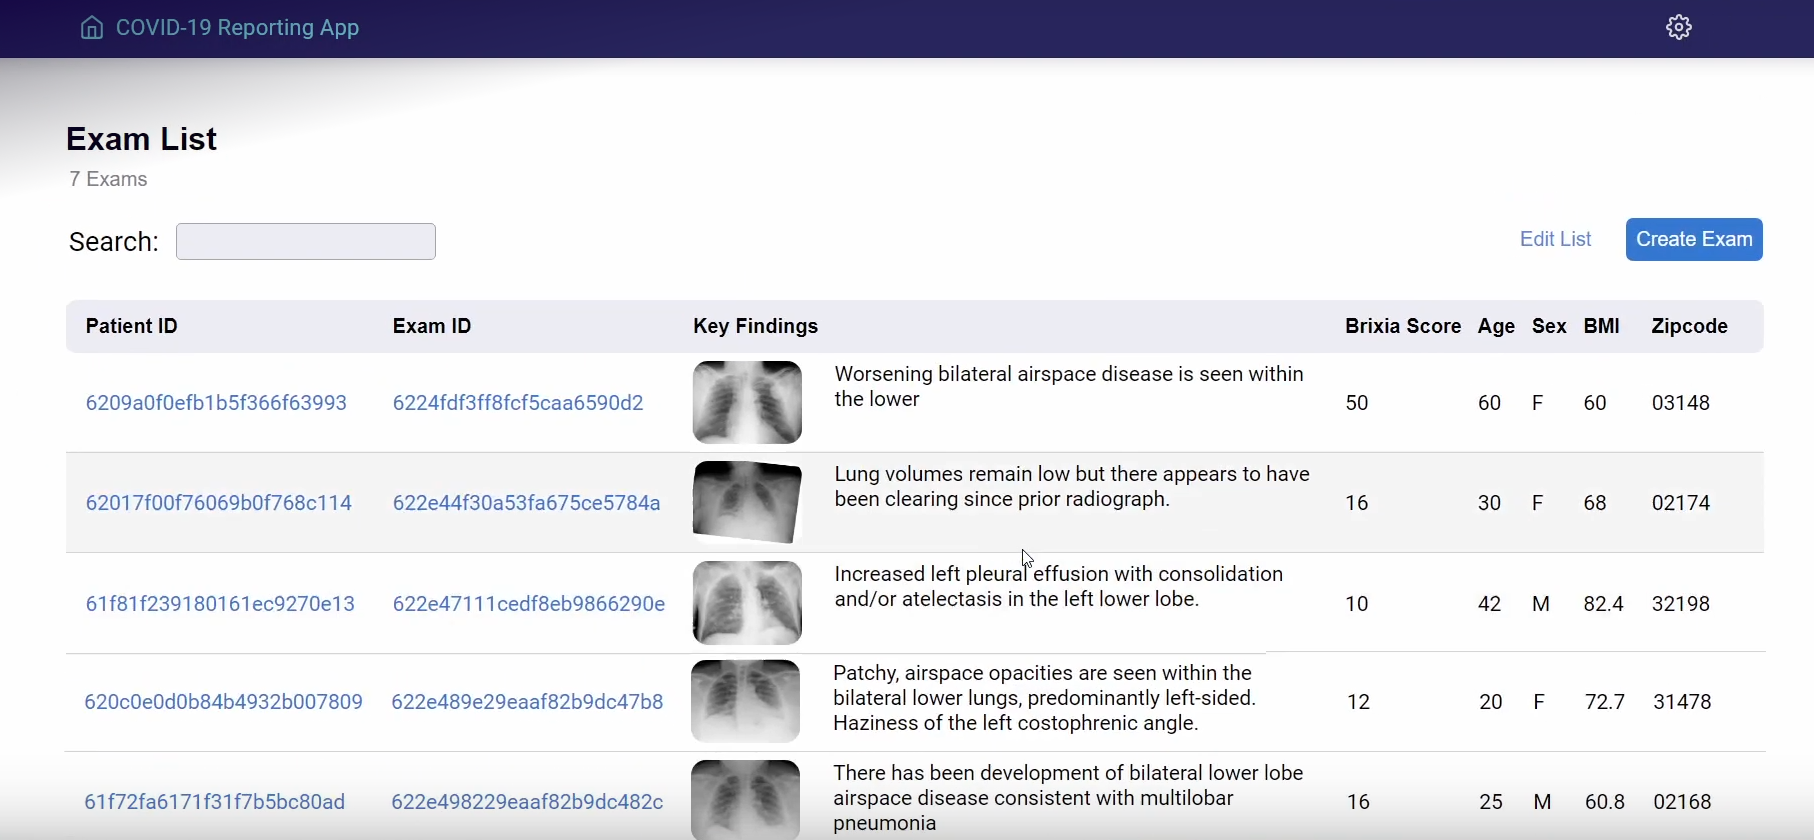 COVID-19 Reporting App
Exam List
7 Exams
Search:
Edit List
Create Exam
Patient ID Exam ID Key Findings Brixia Score Age Sex BMI Zipcode
6209a0f0efb1b5f366f63993 6224fdf3ff8fcf5caa6590d2 Worsening bilateral airspace disease is seen within
the lower
50 60 F 60 03148
62017f00f76069b0f768c114 622e44f30a53fa675ce5784a Lung volumes remain low but there appears to have
been clearing since prior radiograph.
16 30 F 68 02174
61f81f239180161ec9270e13 622e47111cedf8eb9866290e Increased left pleural effusion with consolidation
and/or atelectasis in the left lower lobe.
10 42 M 82.4 32198
620c0e0d0b84b4932b007809 622e489e29eaaf82b9dc47b8 Patchy, airspace opacities are seen within the
bilateral lower lungs, predominantly left-sided.
Haziness of the left costophrenic angle.
12 20 F 72.7 31478
61f72fa6171f31f7b5bc80ad 622e498229eaaf82b9dc482c There has been development of bilateral lower lobe
airspace disease consistent with multilobar
pneumonia
16 25 M 60.8 02168